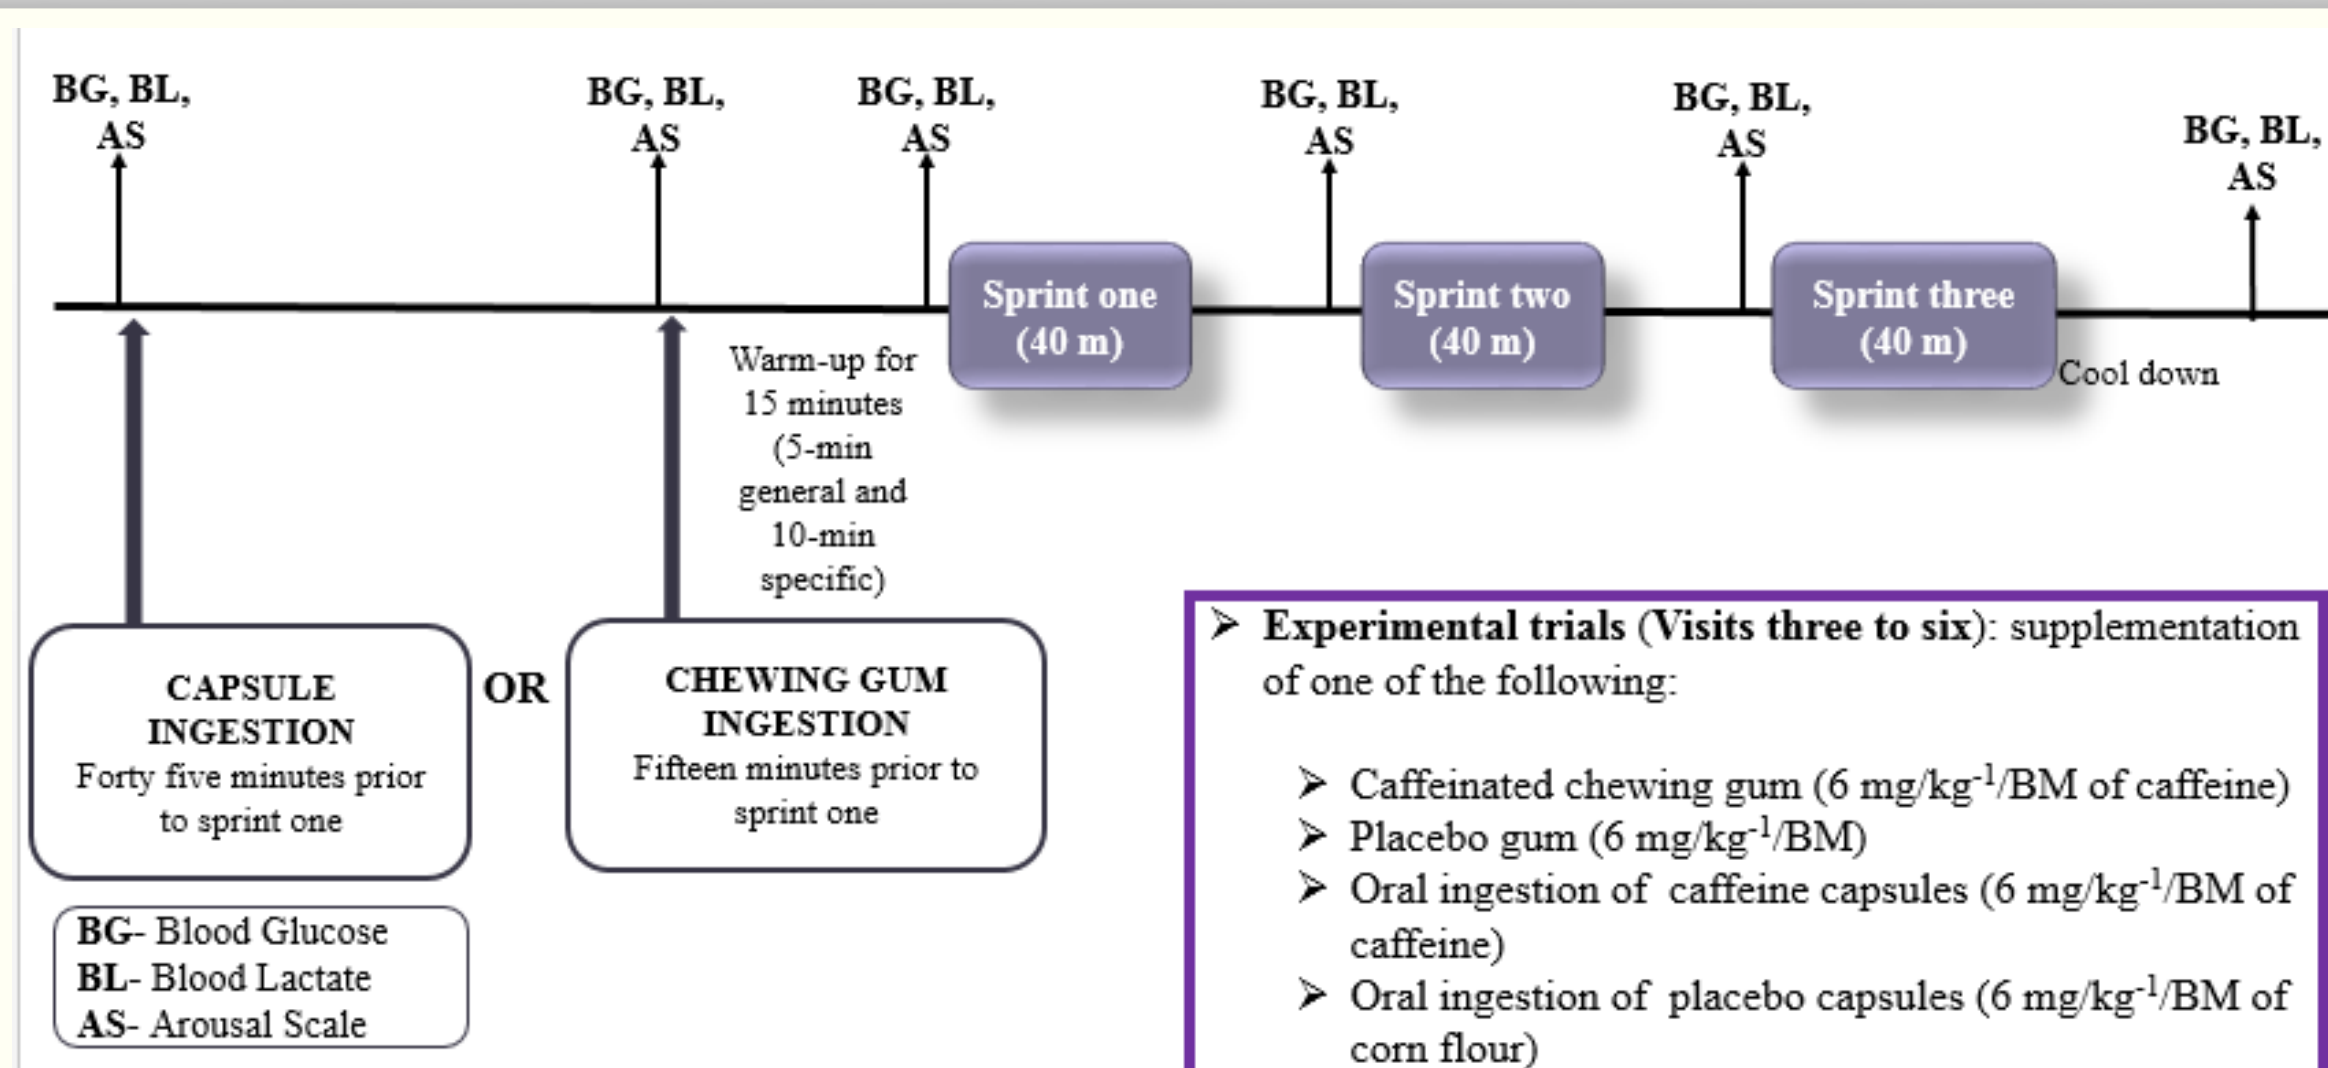 BG, BL,
AS
BG, BL,
AS
BG, BL,
AS
BG, BL,
AS
BG, BL,
AS
BG, BL,
AS
Sprint one
(40 m)
Sprint two
(40 m)
Sprint three
(40 m)
Cool down
Warm-up for
15 minutes
(5-min
general and
10-min
specific)
CAPSULE
INGESTION
Forty five minutes prior
to sprint one
OR
CHEWING GUM
INGESTION
Fifteen minutes prior to
sprint one
BG- Blood Glucose
BL- Blood Lactate
AS- Arousal Scale
➤ Experimental trials (Visits three to six): supplementation
of one of the following:
➤ Caffeinated chewing gum (6 mg/kg⁻¹/BM of caffeine)
➤ Placebo gum (6 mg/kg⁻¹/BM)
➤ Oral ingestion of caffeine capsules (6 mg/kg⁻¹/BM of
caffeine)
➤ Oral ingestion of placebo capsules (6 mg/kg⁻¹/BM of
corn flour)